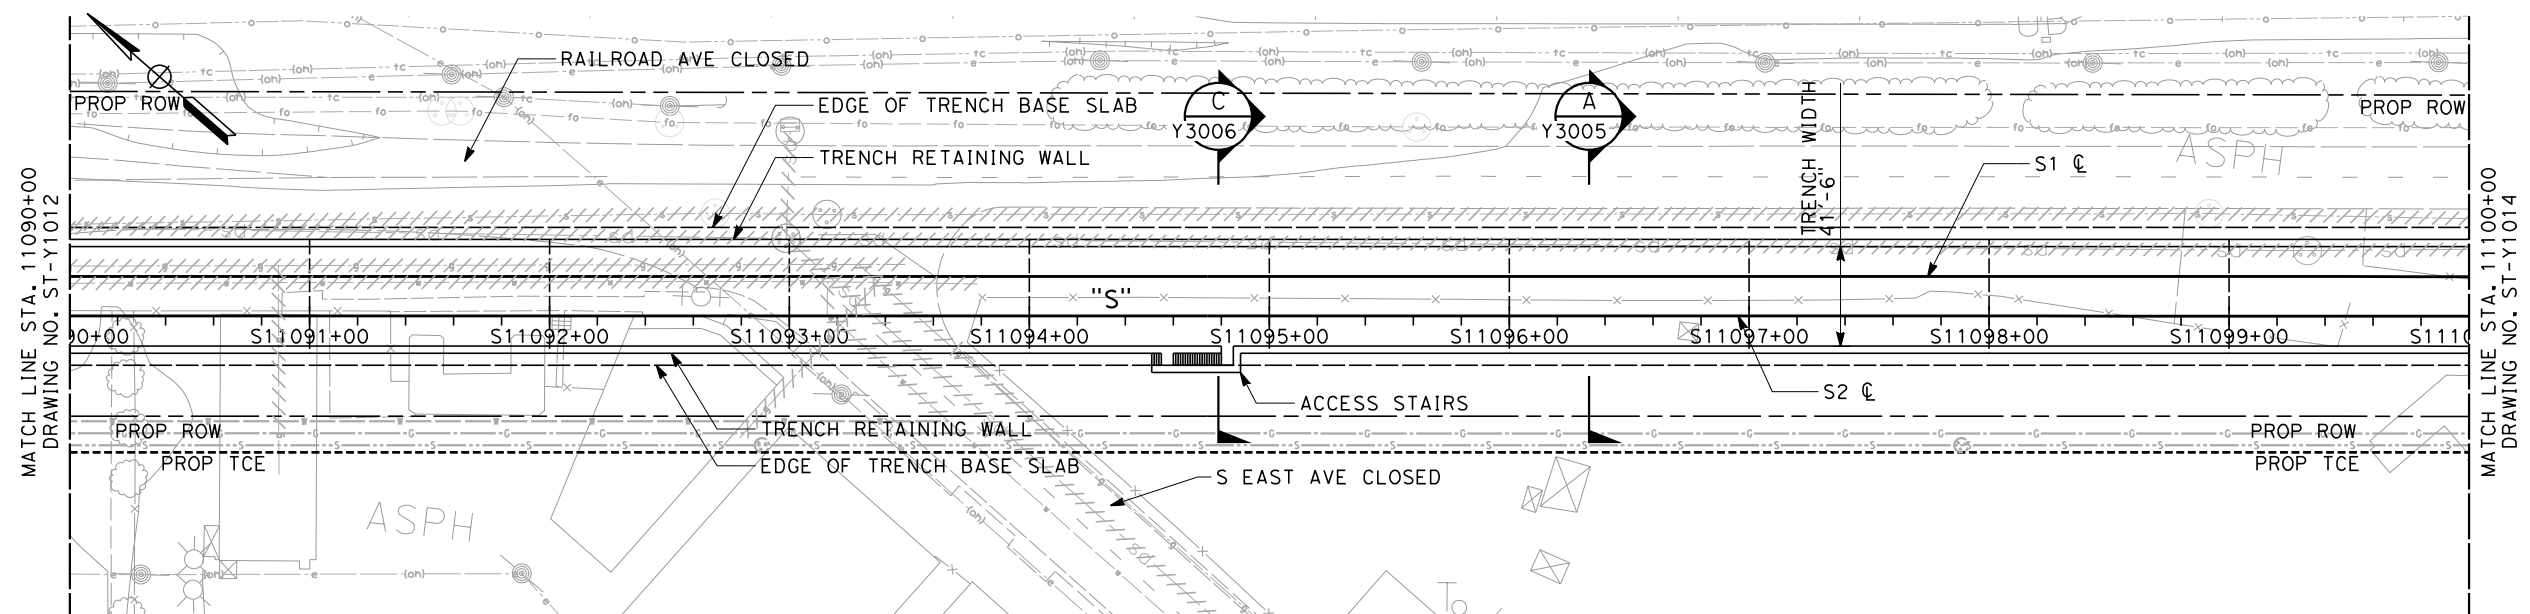 RAILROAD AVE CLOSED
PROP ROW
EDGE OF TRENCH BASE SLAB
C
Y3006
A
Y3005
TRENCH WIDTH
41'-6"
PROP ROW
TRENCH RETAINING WALL
ASPH
S1 ℄
MATCH LINE STA. 11090+00
DRAWING NO. ST-Y1012
MATCH LINE STA. 11100+00
DRAWING NO. ST-Y1014
"S"
90+00 S11091+00 S11092+00 S11093+00 S11094+00 S11095+00 S11096+00 S11097+00 S11098+00 S11099+00 S1110
S2 ℄
ACCESS STAIRS
TRENCH RETAINING WALL
PROP ROW
PROP ROW
PROP TCE
EDGE OF TRENCH BASE SLAB
PROP TCE
S EAST AVE CLOSED
ASPH
To